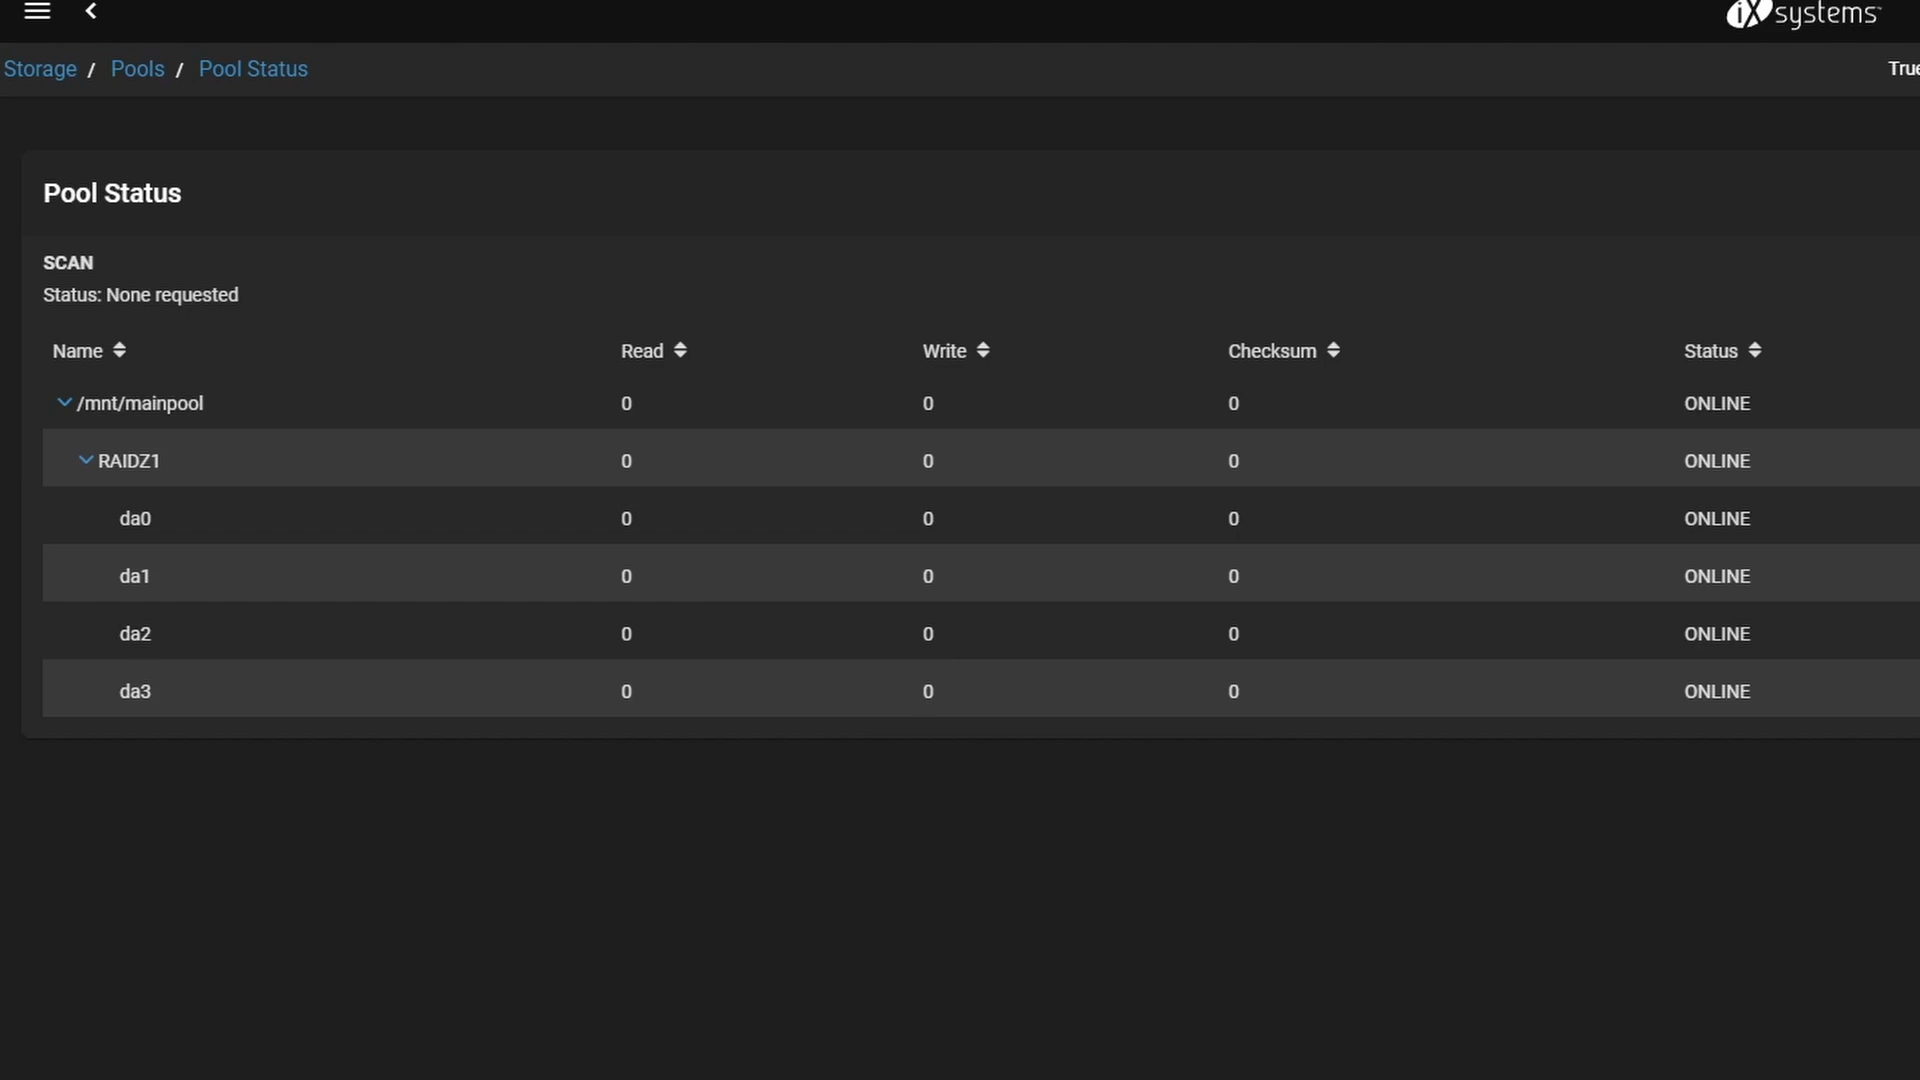 iXsystems™
Storage / Pools / Pool Status
True
Pool Status
SCAN
Status: None requested
Name Read Write Checksum Status
/mnt/mainpool 0 0 0 ONLINE
RAIDZ1 0 0 0 ONLINE
da0 0 0 0 ONLINE
da1 0 0 0 ONLINE
da2 0 0 0 ONLINE
da3 0 0 0 ONLINE